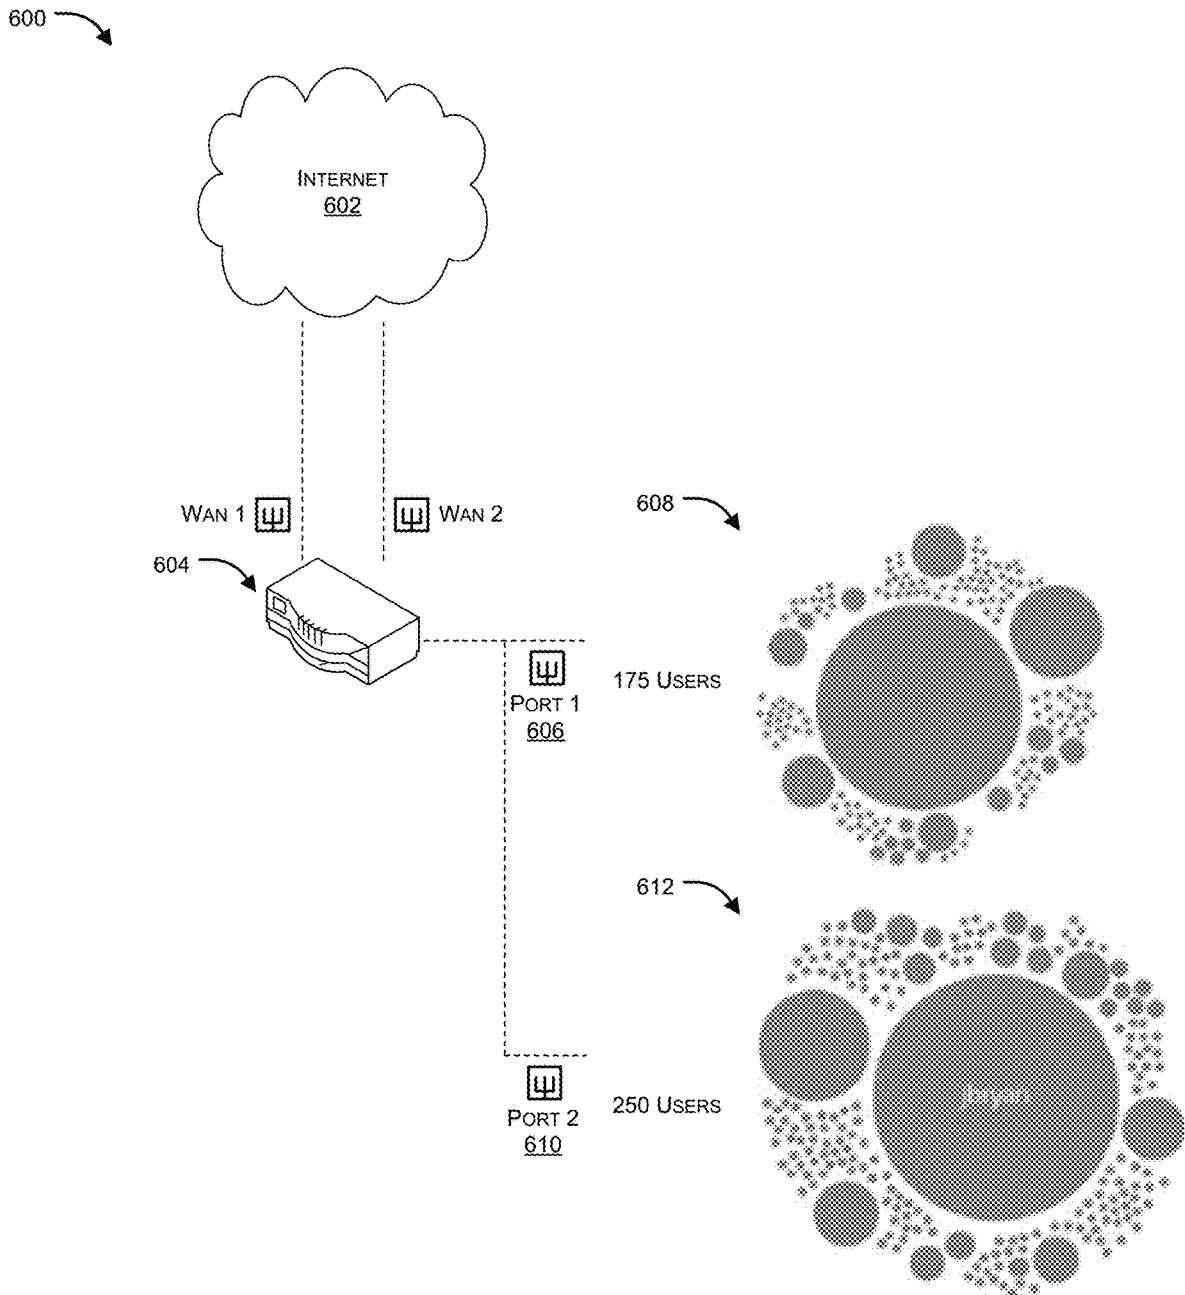 600
INTERNET
602
WAN 1
WAN 2
604
608
175 USERS
PORT 1
606
612
250 USERS
PORT 2
610